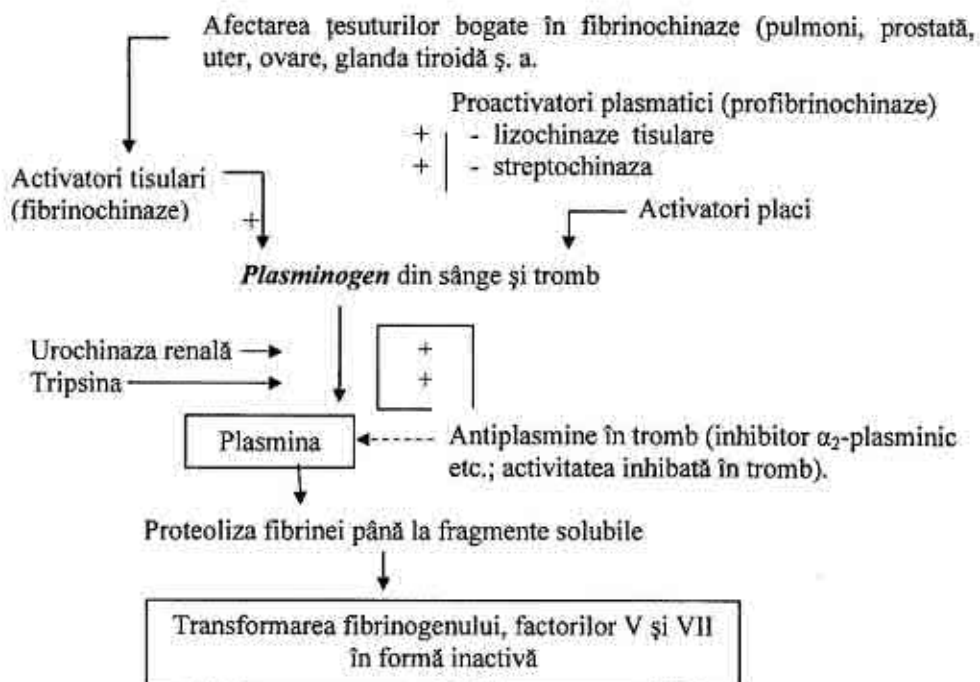 Afectarea ţesuturilor bogate în fibrinochinaze (pulmoni, prostată,
uter, ovare, glanda tiroidă ş. a.
Proactivatori plasmatici (profibrinochinaze)
+ - lizochinaze tisulare
+ - streptochinaza
Activatori tisulari
(fibrinochinaze)
+
Activatori placi
Plasminogen din sânge şi tromb
Urochinaza renală
+
Tripsina
+
Plasmina
Antiplasmine în tromb (inhibitor α₂-plasminic
etc.; activitatea inhibată în tromb).
Proteoliza fibrinei până la fragmente solubile
Transformarea fibrinogenului, factorilor V şi VII
în formă inactivă